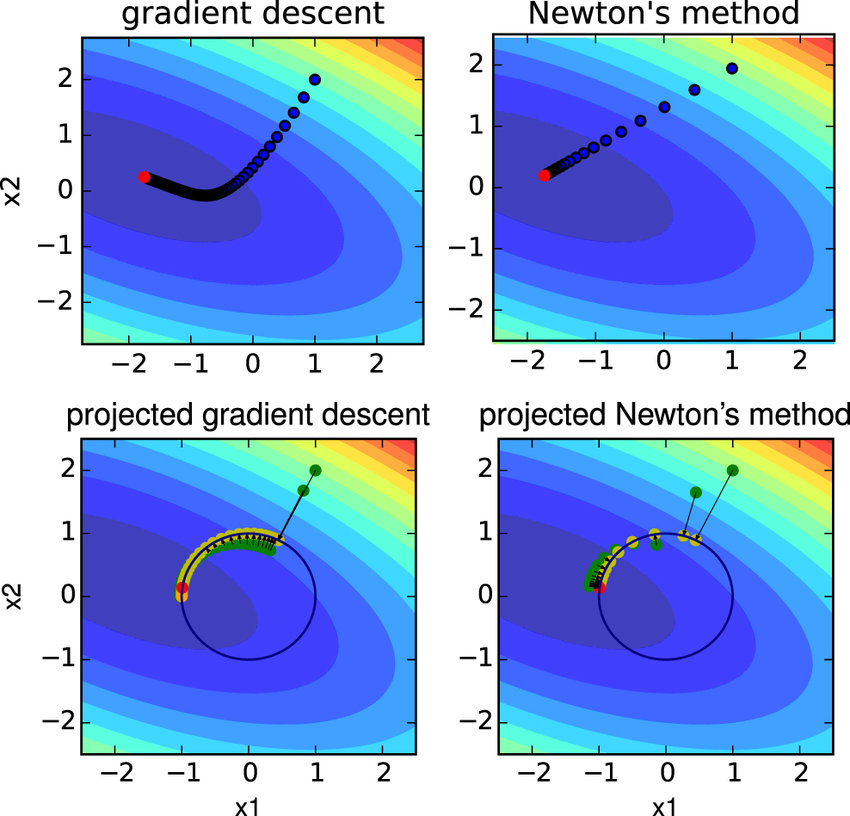 gradient descent
Newton's method
x2
2
1
0
−1
−2
−2 −1 0 1 2
2
1
0
−1
−2
−2 −1 0 1 2
projected gradient descent
projected Newton’s method
x2
2
1
0
−1
−2
−2 −1 0 1 2
x1
2
1
0
−1
−2
−2 −1 0 1 2
x1